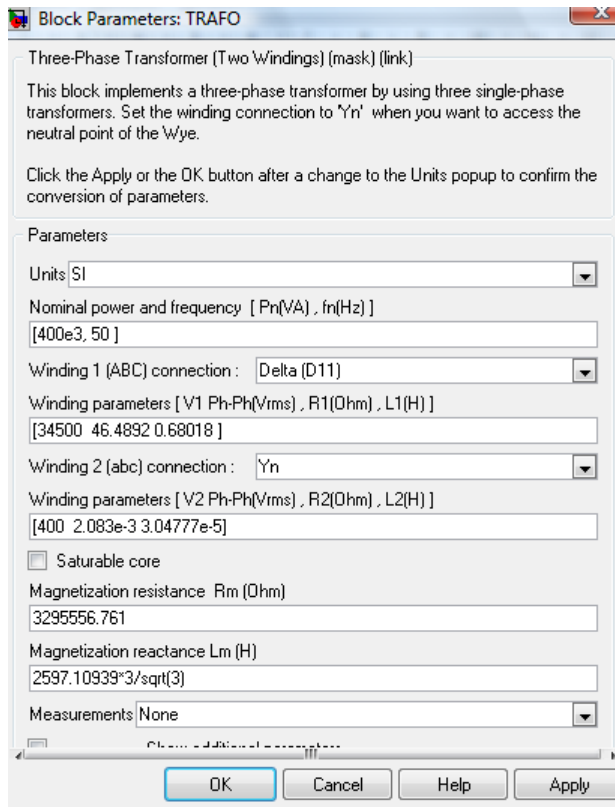 Block Parameters: TRAFO
Three-Phase Transformer (Two Windings) (mask) (link)
This block implements a three-phase transformer by using three single-phase
transformers. Set the winding connection to 'Yn' when you want to access the
neutral point of the Wye.
Click the Apply or the OK button after a change to the Units popup to confirm the
conversion of parameters.
Parameters
Units SI
Nominal power and frequency [ Pn(VA) , fn(Hz) ]
[400e3, 50 ]
Winding 1 (ABC) connection : Delta (D11)
Winding parameters [ V1 Ph-Ph(Vrms) , R1(Ohm) , L1(H) ]
[34500 46.4892 0.68018 ]
Winding 2 (abc) connection : Yn
Winding parameters [ V2 Ph-Ph(Vrms) , R2(Ohm) , L2(H) ]
[400 2.083e-3 3.04777e-5]
Saturable core
Magnetization resistance Rm (Ohm)
3295556.761
Magnetization reactance Lm (H)
2597.10939*3/sqrt(3)
Measurements None
Show additional parameters
OK Cancel Help Apply